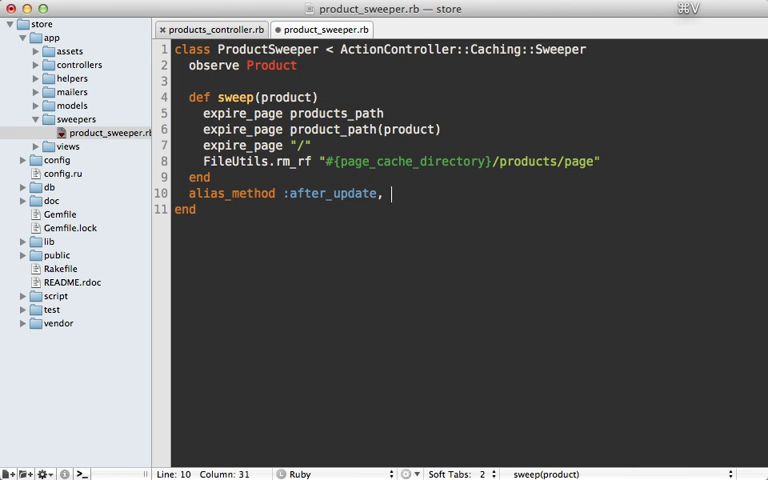 product_sweeper.rb — store
⌘V
store
app
assets
controllers
helpers
mailers
models
sweepers
product_sweeper.rb
views
config
config.ru
db
doc
Gemfile
Gemfile.lock
lib
public
Rakefile
README.rdoc
script
test
vendor
products_controller.rb
product_sweeper.rb
1 class ProductSweeper < ActionController::Caching::Sweeper
2 observe Product
3
4 def sweep(product)
5 expire_page products_path
6 expire_page product_path(product)
7 expire_page "/"
8 FileUtils.rm_rf "#{page_cache_directory}/products/page"
9 end
10 alias_method :after_update,
11 end
Line: 10 Column: 31 Ruby Soft Tabs: 2 sweep(product)